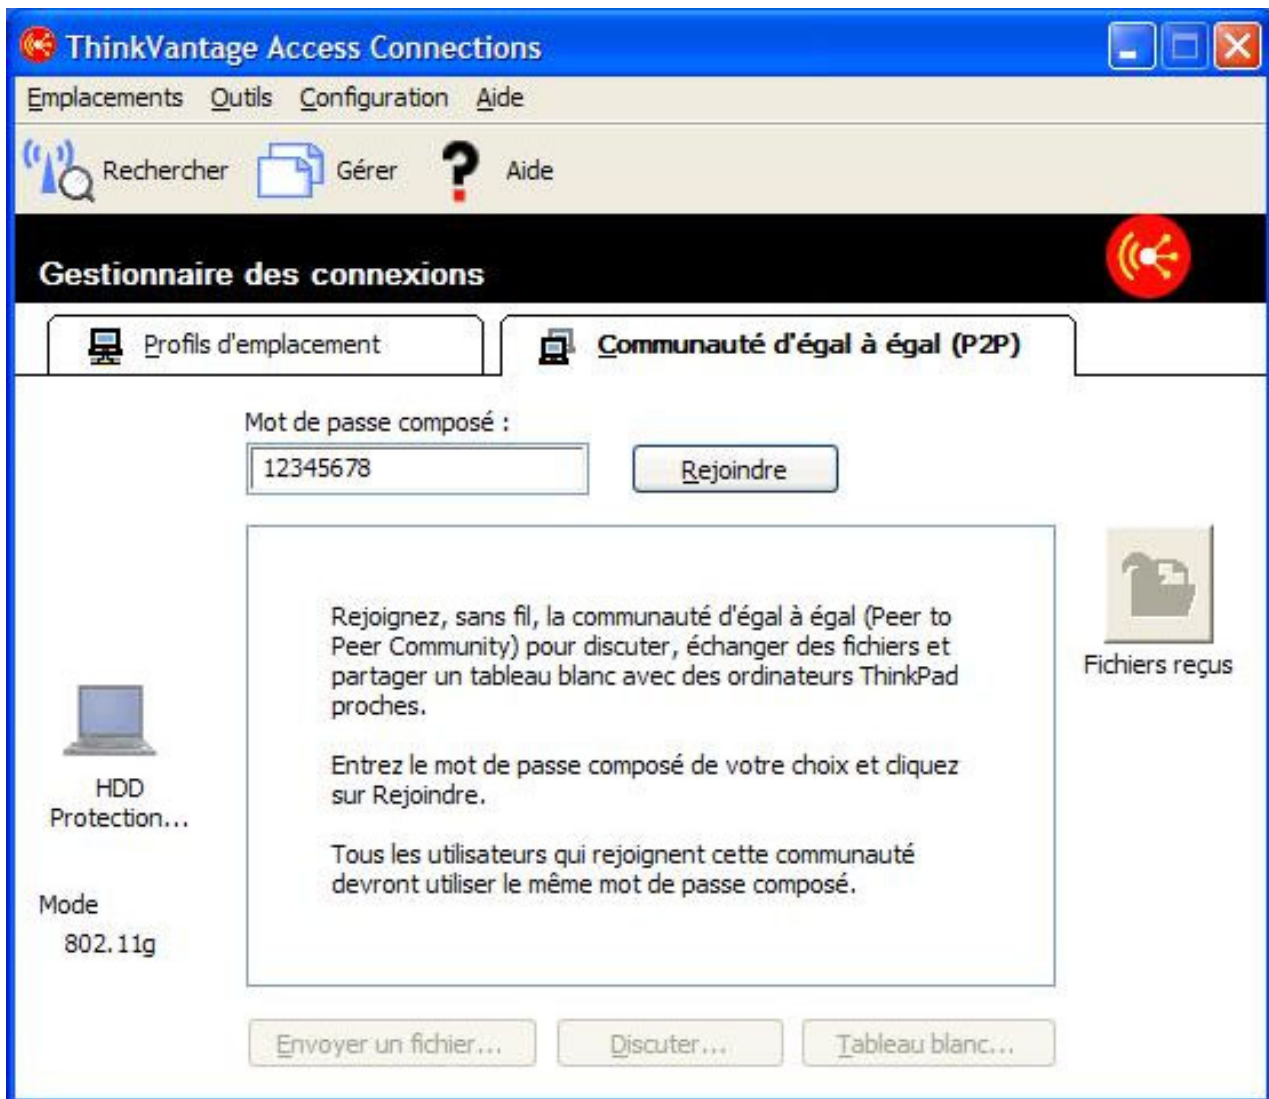 ThinkVantage Access Connections
Emplacements Outils Configuration Aide
Rechercher Gérer ? Aide
Gestionnaire des connexions
Profils d'emplacement Communauté d'égal à égal (P2P)
Mot de passe composé :
12345678 Rejoindre
Rejoignez, sans fil, la communauté d'égal à égal (Peer to
Peer Community) pour discuter, échanger des fichiers et
partager un tableau blanc avec des ordinateurs ThinkPad
proches.
Entrez le mot de passe composé de votre choix et cliquez
sur Rejoindre.
Tous les utilisateurs qui rejoignent cette communauté
devront utiliser le même mot de passe composé.
Fichiers reçus
HDD
Protection...
Mode
802.11g
Envoyer un fichier... Discuter... Tableau blanc...